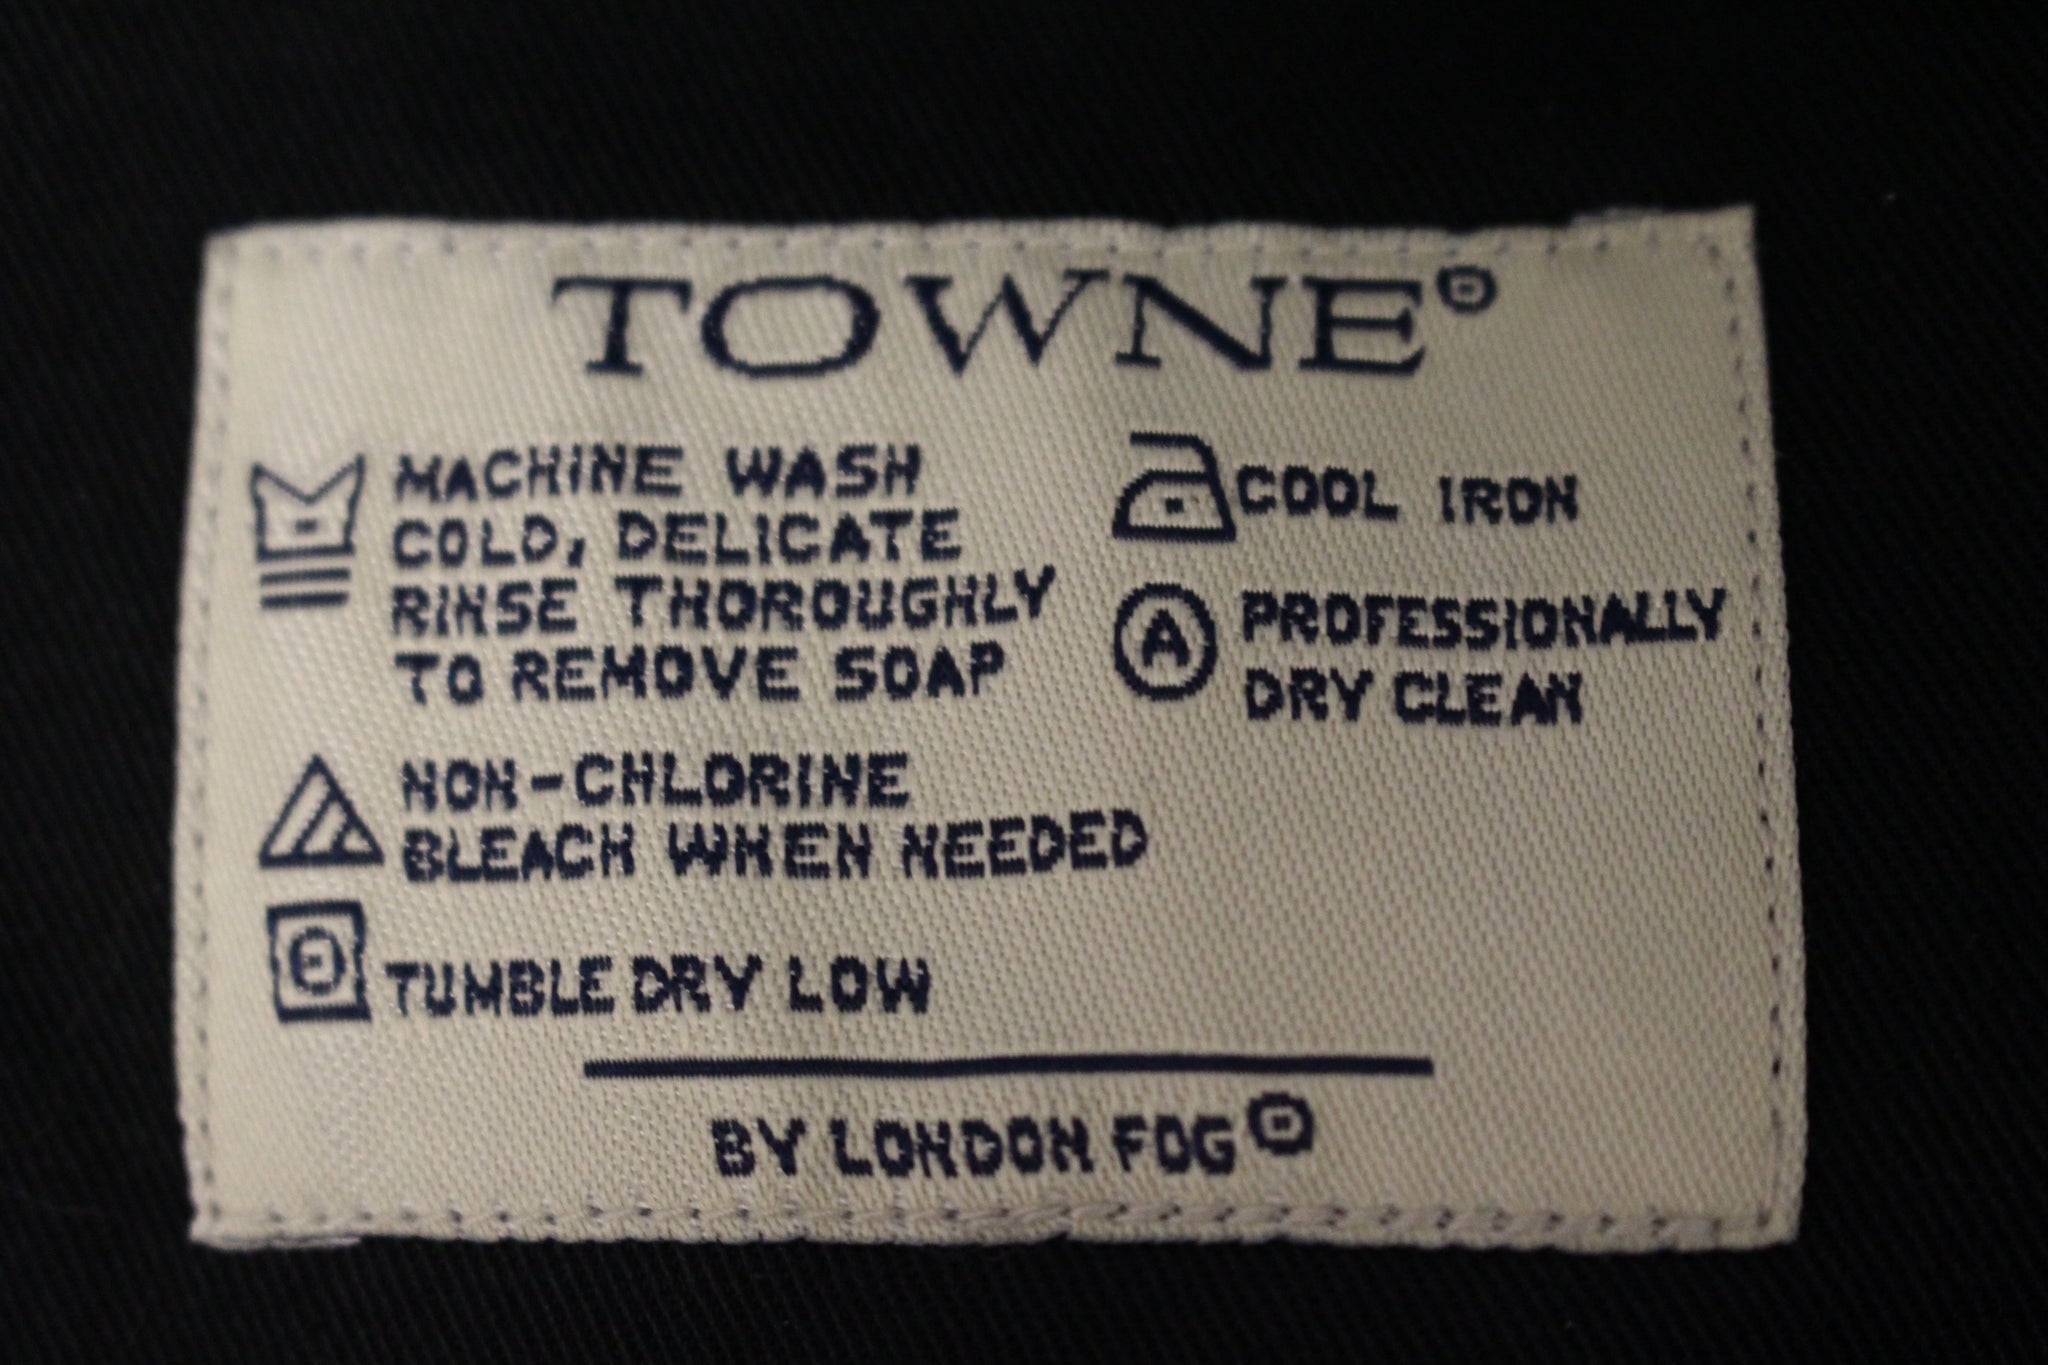 TOWNE®
MACHINE WASH
COLD, DELICATE
RINSE THOROUGHLY
TO REMOVE SOAP
NON-CHLORINE
BLEACH WHEN NEEDED
TUMBLE DRY LOW
COOL IRON
A PROFESSIONALLY
DRY CLEAN
BY LONDON FOG®